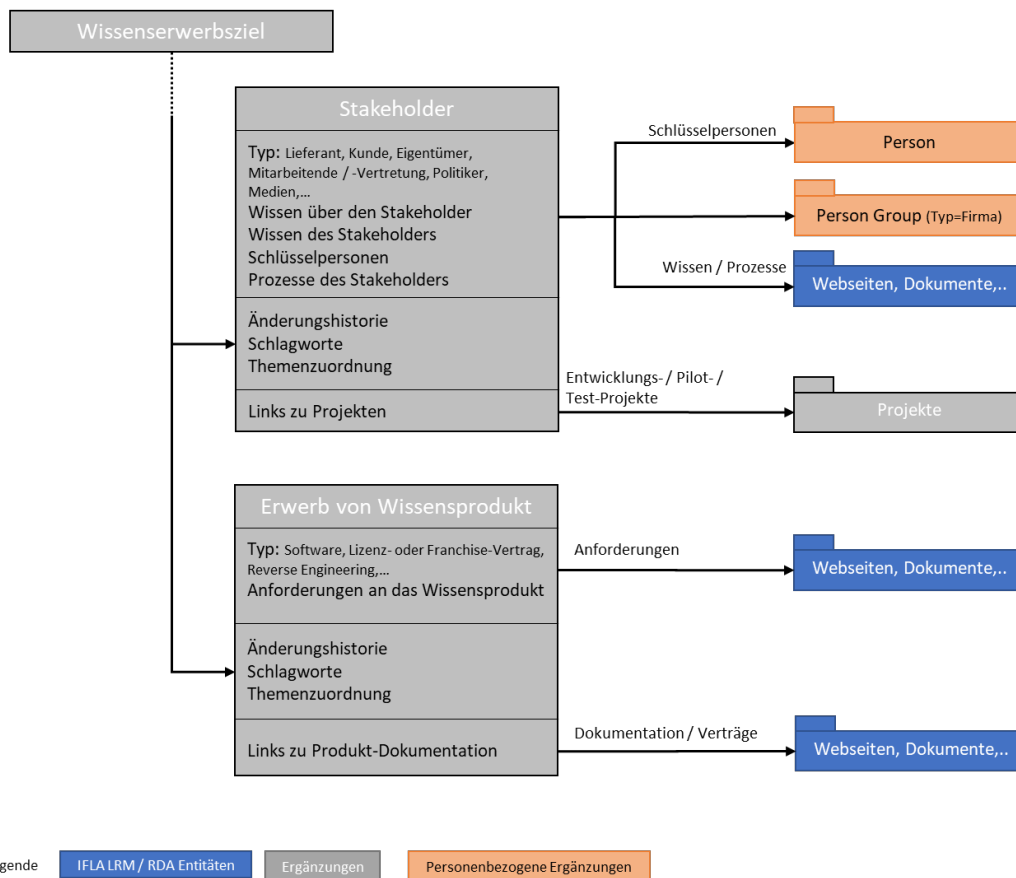 Wissenserwerbsziel
Stakeholder
Typ: Lieferant, Kunde, Eigentümer,
Mitarbeitende / -Vertretung, Politiker,
Medien,...
Wissen über den Stakeholder
Wissen des Stakeholders
Schlüsselpersonen
Prozesse des Stakeholders
Änderungshistorie
Schlagworte
Themenzuordnung
Links zu Projekten
Schlüsselpersonen
Person
Person Group (Typ=Firma)
Wissen / Prozesse
Webseiten, Dokumente,..
Entwicklungs- / Pilot- /
Test-Projekte
Projekte
Erwerb von Wissensprodukt
Typ: Software, Lizenz- oder Franchise-Vertrag,
Reverse Engineering,...
Anforderungen an das Wissensprodukt
Änderungshistorie
Schlagworte
Themenzuordnung
Links zu Produkt-Dokumentation
Anforderungen
Webseiten, Dokumente,..
Dokumentation / Verträge
Webseiten, Dokumente,..
gende
IFLA LRM / RDA Entitäten
Ergänzungen
Personenbezogene Ergänzungen